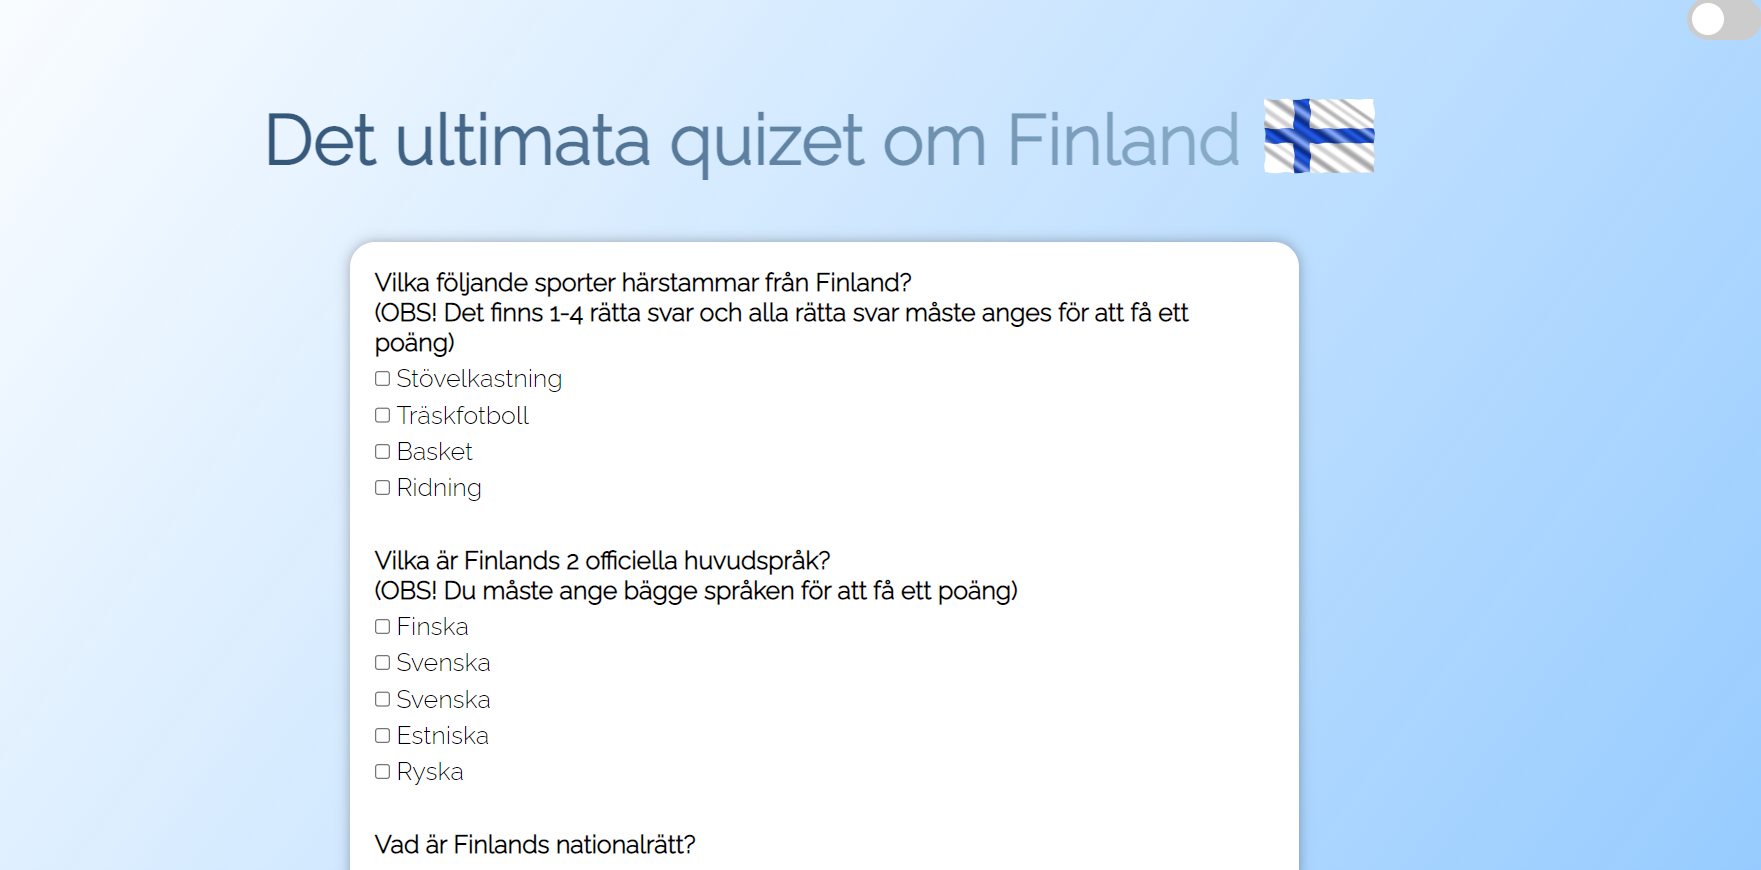 Det ultimata quizet om Finland
Vilka följande sporter härstammar från Finland?
(OBS! Det finns 1-4 rätta svar och alla rätta svar måste anges för att få ett
poäng)
Stövelkastning
Träskfotboll
Basket
Ridning
Vilka är Finlands 2 officiella huvudspråk?
(OBS! Du måste ange bägge språken för att få ett poäng)
Finska
Svenska
Svenska
Estniska
Ryska
Vad är Finlands nationalrätt?